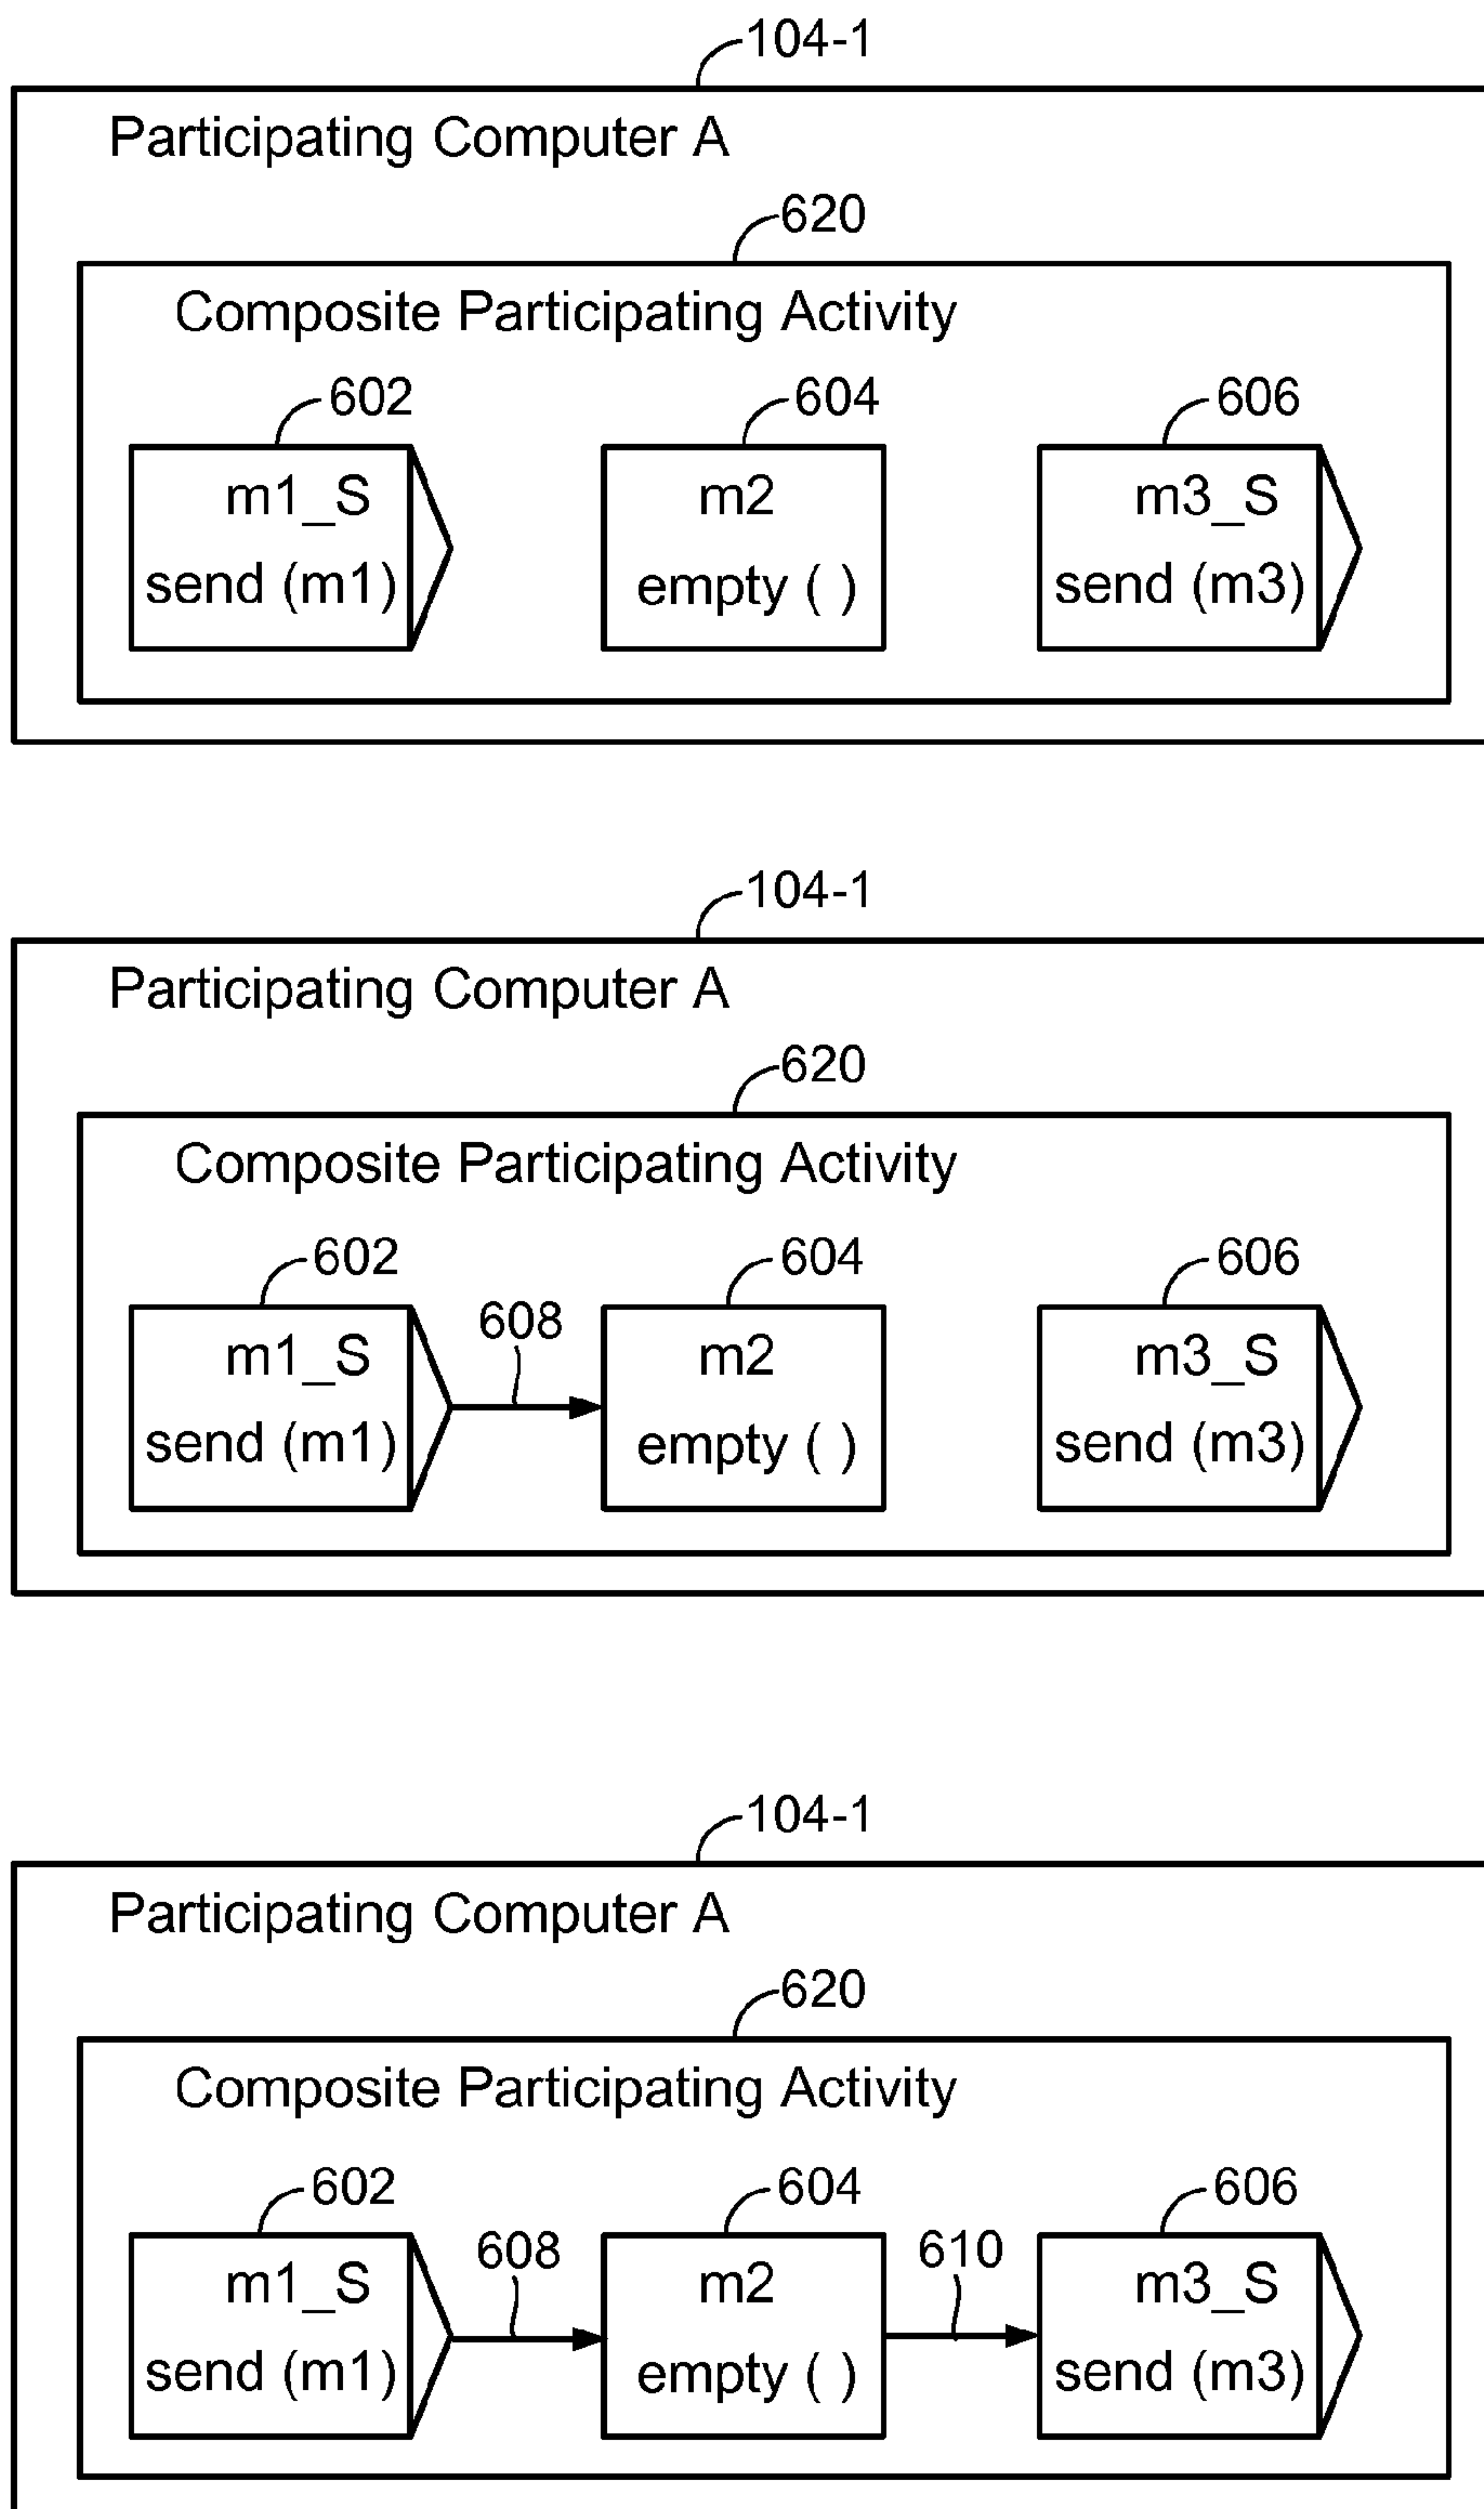 104-1
Participating Computer A
620
Composite Participating Activity
602 604 606
m1_S m2 m3_S
send (m1) empty ( ) send (m3)
104-1
Participating Computer A
620
Composite Participating Activity
602 604 606
608
m1_S m2 m3_S
send (m1) empty ( ) send (m3)
104-1
Participating Computer A
620
Composite Participating Activity
602 604 606
608 610
m1_S m2 m3_S
send (m1) empty ( ) send (m3)